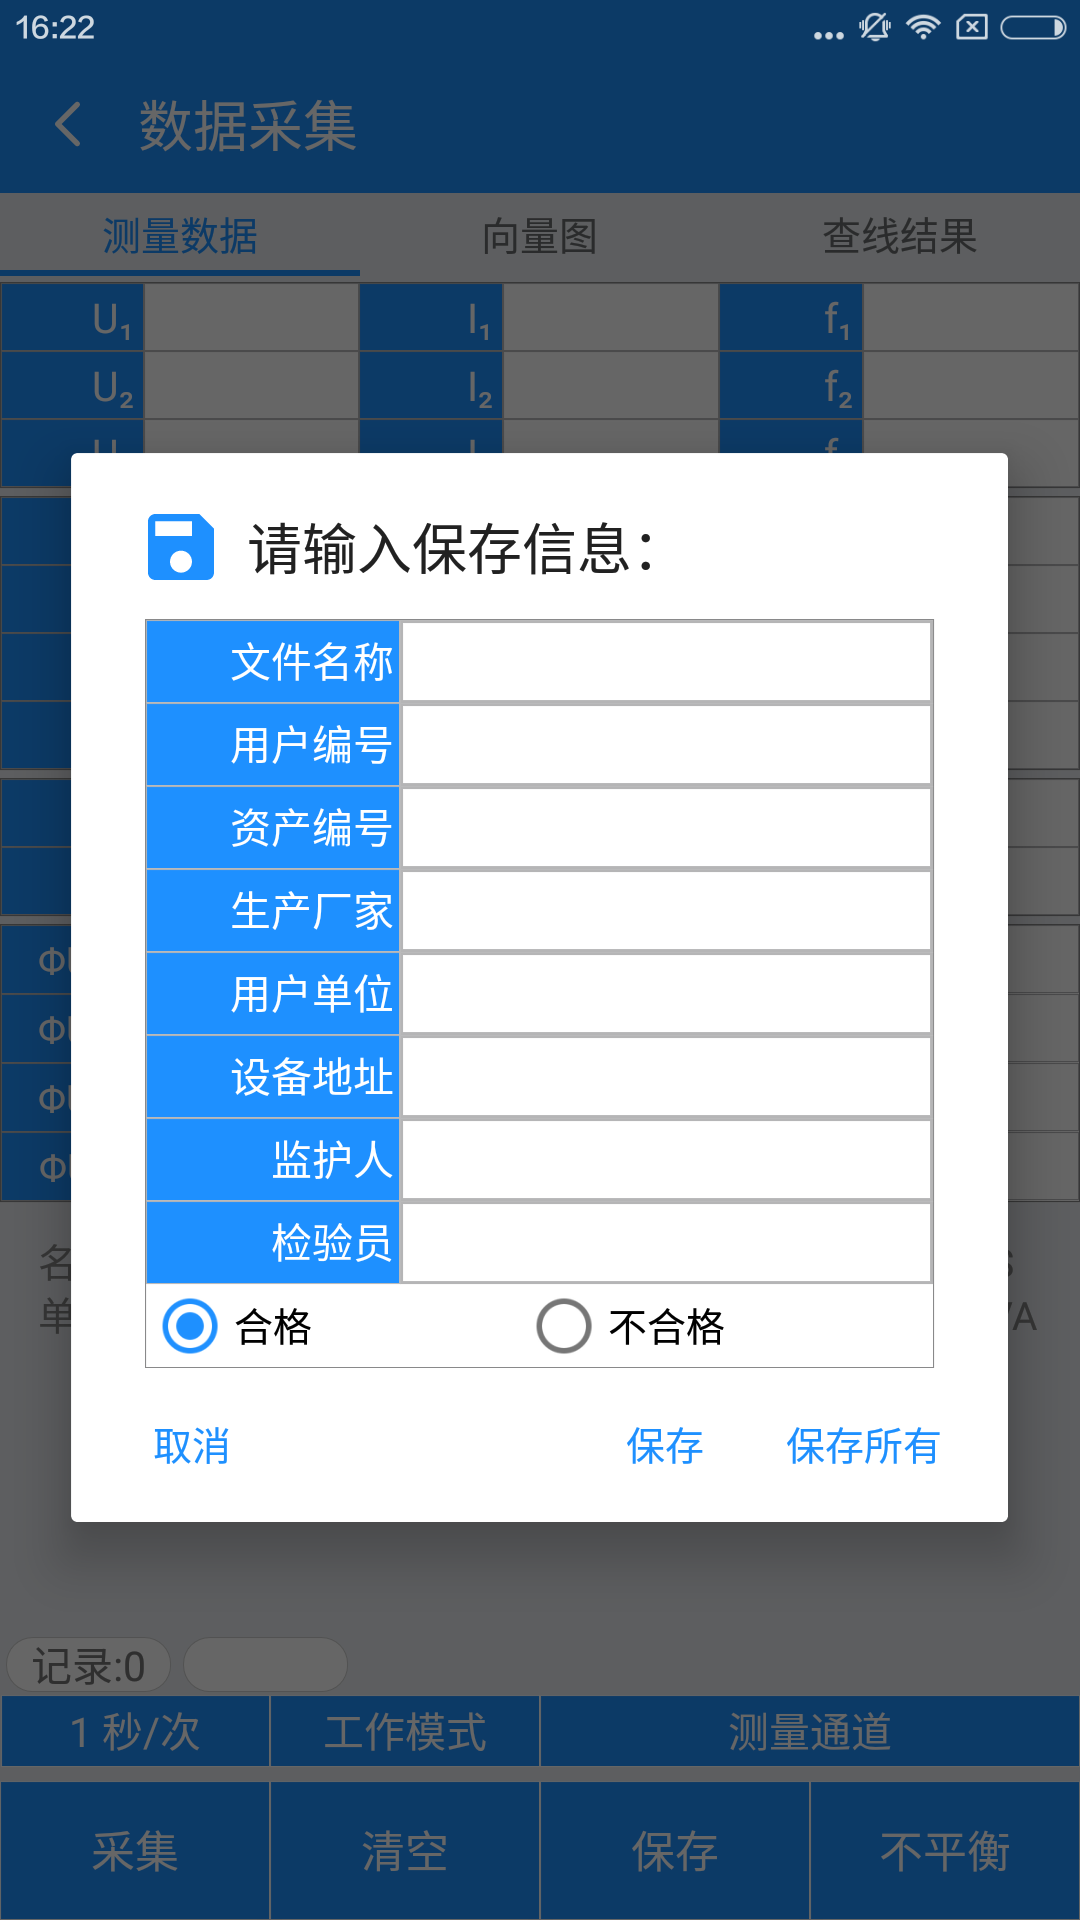 16:22
数据采集
测量数据 向量图 查线结果
U₁ I₁ f₁
U₂ I₂ f₂
请输入保存信息：
文件名称
用户编号
资产编号
生产厂家
用户单位
设备地址
监护人
检验员
合格 不合格
取消 保存 保存所有
记录:0
1 秒/次 工作模式 测量通道
采集 清空 保存 不平衡